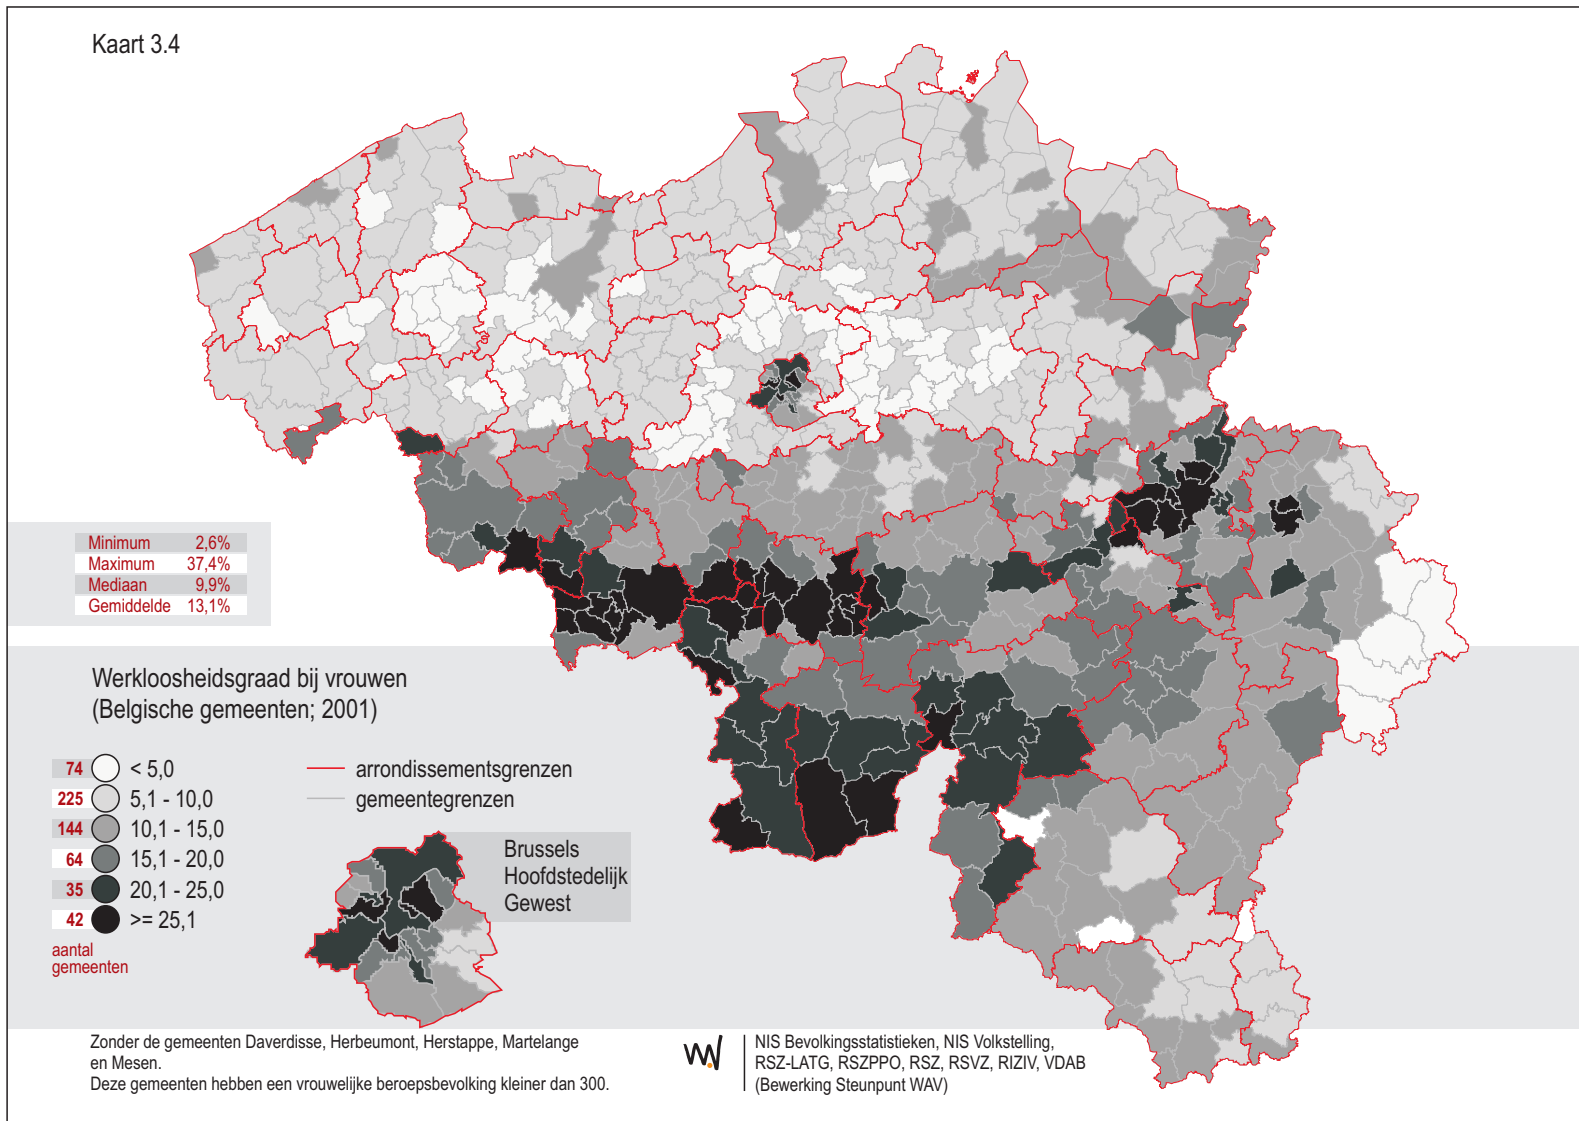 Kaart 3.4
Minimum 2,6%
Maximum 37,4%
Mediaan 9,9%
Gemiddelde 13,1%
Werkloosheidsgraad bij vrouwen
(Belgische gemeenten; 2001)
74 < 5,0
225 5,1 - 10,0
144 10,1 - 15,0
64 15,1 - 20,0
35 20,1 - 25,0
42 >= 25,1
aantal
gemeenten
arrondissementsgrenzen
gemeentegrenzen
Brussels
Hoofdstedelijk
Gewest
Zonder de gemeenten Daverdisse, Herbeumont, Herstappe, Martelange
en Mesen.
Deze gemeenten hebben een vrouwelijke beroepsbevolking kleiner dan 300.
NIS Bevolkingsstatistieken, NIS Volkstelling,
RSZ-LATG, RSZPPO, RSZ, RSVZ, RIZIV, VDAB
(Bewerking Steunpunt WAV)